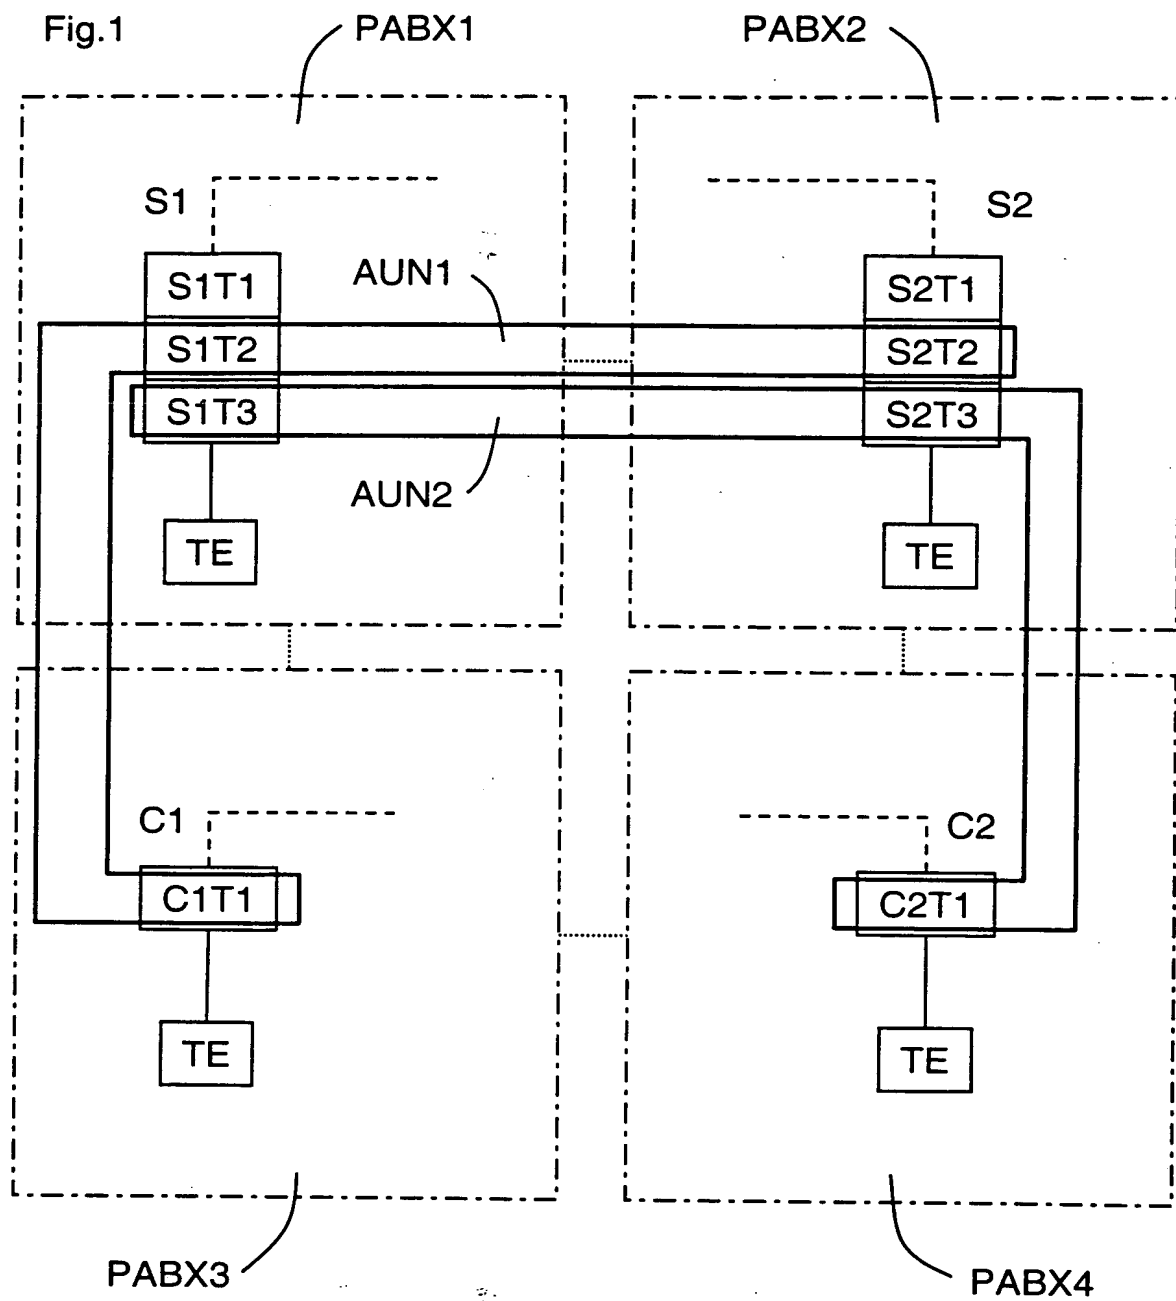 Fig.1
PABX1
PABX2
S1
S2
S1T1
AUN1
S2T1
S1T2
S2T2
S1T3
S2T3
AUN2
TE
TE
C1
C2
C1T1
C2T1
TE
TE
PABX3
PABX4